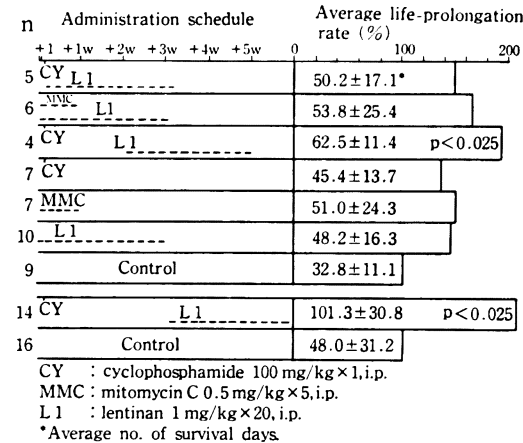 n Administration schedule Average life-prolongation
rate (%)
+1 +1w +2w +3w +4w +5w 0 100 200
5 CY L1 50.2±17.1*
6 MMC L1 53.8±25.4
4 CY L1 62.5±11.4 p<0.025
7 CY 45.4±13.7
7 MMC 51.0±24.3
10 L1 48.2±16.3
9 Control 32.8±11.1
14 CY L1 101.3±30.8 p<0.025
16 Control 48.0±31.2
CY : cyclophosphamide 100 mg/kg×1, i.p.
MMC : mitomycin C 0.5 mg/kg×5, i.p.
L1 : lentinan 1 mg/kg×20, i.p.
*Average no. of survival days.